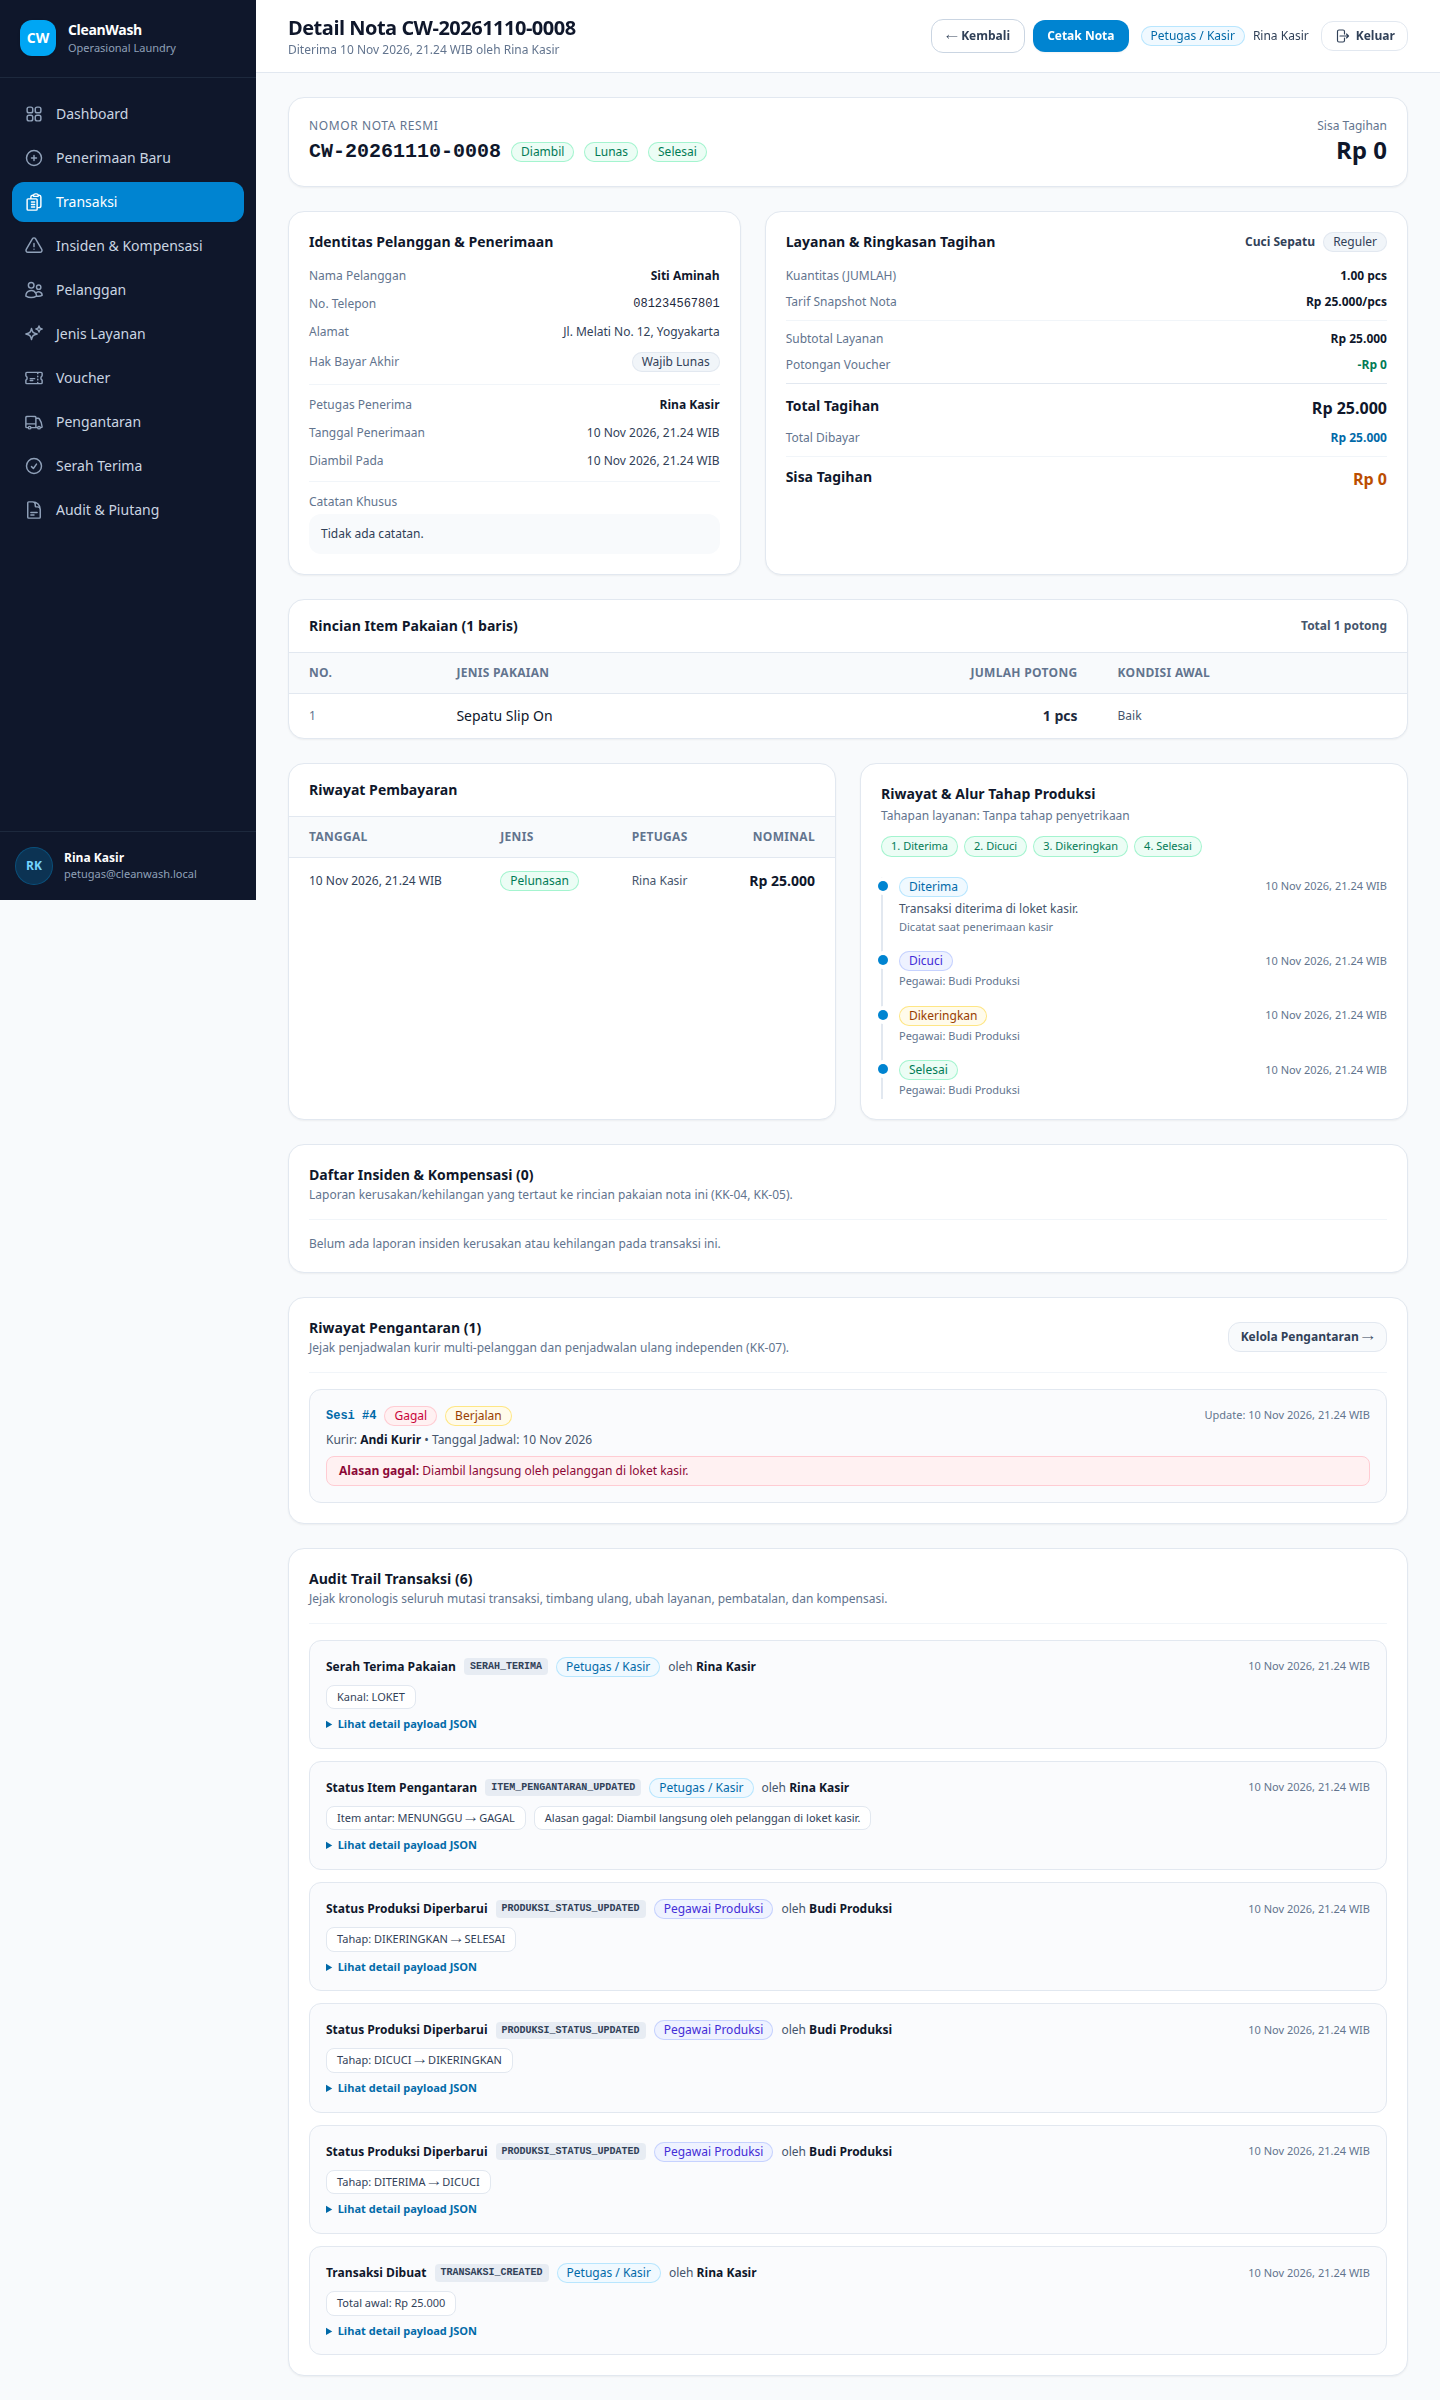 CW
CleanWash
Operasional Laundry
Dashboard
Penerimaan Baru
Transaksi
Insiden & Kompensasi
Pelanggan
Jenis Layanan
Voucher
Pengantaran
Serah Terima
Audit & Piutang
RK
Rina Kasir
petugas@cleanwash.local
Detail Nota CW-20261110-0008
Diterima 10 Nov 2026, 21.24 WIB oleh Rina Kasir
← Kembali
Cetak Nota
Petugas / Kasir
Rina Kasir
Keluar
NOMOR NOTA RESMI
CW-20261110-0008 Diambil Lunas Selesai
Sisa Tagihan
Rp 0
Identitas Pelanggan & Penerimaan
Nama Pelanggan Siti Aminah
No. Telepon 081234567801
Alamat Jl. Melati No. 12, Yogyakarta
Hak Bayar Akhir Wajib Lunas
Petugas Penerima Rina Kasir
Tanggal Penerimaan 10 Nov 2026, 21.24 WIB
Diambil Pada 10 Nov 2026, 21.24 WIB
Catatan Khusus
Tidak ada catatan.
Layanan & Ringkasan Tagihan Cuci Sepatu Reguler
Kuantitas (JUMLAH) 1.00 pcs
Tarif Snapshot Nota Rp 25.000/pcs
Subtotal Layanan Rp 25.000
Potongan Voucher -Rp 0
Total Tagihan Rp 25.000
Total Dibayar Rp 25.000
Sisa Tagihan Rp 0
Rincian Item Pakaian (1 baris) Total 1 potong
NO. JENIS PAKAIAN JUMLAH POTONG KONDISI AWAL
1 Sepatu Slip On 1 pcs Baik
Riwayat Pembayaran
TANGGAL JENIS PETUGAS NOMINAL
10 Nov 2026, 21.24 WIB Pelunasan Rina Kasir Rp 25.000
Riwayat & Alur Tahap Produksi
Tahapan layanan: Tanpa tahap penyetrikaan
1. Diterima 2. Dicuci 3. Dikeringkan 4. Selesai
Diterima 10 Nov 2026, 21.24 WIB
Transaksi diterima di loket kasir.
Dicatat saat penerimaan kasir
Dicuci 10 Nov 2026, 21.24 WIB
Pegawai: Budi Produksi
Dikeringkan 10 Nov 2026, 21.24 WIB
Pegawai: Budi Produksi
Selesai 10 Nov 2026, 21.24 WIB
Pegawai: Budi Produksi
Daftar Insiden & Kompensasi (0)
Laporan kerusakan/kehilangan yang tertaut ke rincian pakaian nota ini (KK-04, KK-05).
Belum ada laporan insiden kerusakan atau kehilangan pada transaksi ini.
Riwayat Pengantaran (1)
Jejak penjadwalan kurir multi-pelanggan dan penjadwalan ulang independen (KK-07).
Kelola Pengantaran →
Sesi #4 Gagal Berjalan Update: 10 Nov 2026, 21.24 WIB
Kurir: Andi Kurir • Tanggal Jadwal: 10 Nov 2026
Alasan gagal: Diambil langsung oleh pelanggan di loket kasir.
Audit Trail Transaksi (6)
Jejak kronologis seluruh mutasi transaksi, timbang ulang, ubah layanan, pembatalan, dan kompensasi.
Serah Terima Pakaian SERAH_TERIMA Petugas / Kasir oleh Rina Kasir 10 Nov 2026, 21.24 WIB
Kanal: LOKET
▶ Lihat detail payload JSON
Status Item Pengantaran ITEM_PENGANTARAN_UPDATED Petugas / Kasir oleh Rina Kasir 10 Nov 2026, 21.24 WIB
Item antar: MENUNGGU → GAGAL Alasan gagal: Diambil langsung oleh pelanggan di loket kasir.
▶ Lihat detail payload JSON
Status Produksi Diperbarui PRODUKSI_STATUS_UPDATED Pegawai Produksi oleh Budi Produksi 10 Nov 2026, 21.24 WIB
Tahap: DIKERINGKAN → SELESAI
▶ Lihat detail payload JSON
Status Produksi Diperbarui PRODUKSI_STATUS_UPDATED Pegawai Produksi oleh Budi Produksi 10 Nov 2026, 21.24 WIB
Tahap: DICUCI → DIKERINGKAN
▶ Lihat detail payload JSON
Status Produksi Diperbarui PRODUKSI_STATUS_UPDATED Pegawai Produksi oleh Budi Produksi 10 Nov 2026, 21.24 WIB
Tahap: DITERIMA → DICUCI
▶ Lihat detail payload JSON
Transaksi Dibuat TRANSAKSI_CREATED Petugas / Kasir oleh Rina Kasir 10 Nov 2026, 21.24 WIB
Total awal: Rp 25.000
▶ Lihat detail payload JSON